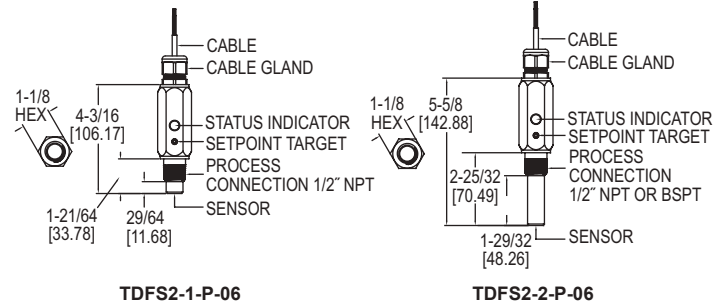 CABLE
CABLE GLAND
1-1/8
HEX
4-3/16
[106.17]
STATUS INDICATOR
SETPOINT TARGET
PROCESS
CONNECTION 1/2˝ NPT
SENSOR
1-21/64
[33.78]
29/64
[11.68]
TDFS2-1-P-06
CABLE
CABLE GLAND
1-1/8
HEX
5-5/8
[142.88]
STATUS INDICATOR
SETPOINT TARGET
PROCESS
CONNECTION
1/2˝ NPT OR BSPT
2-25/32
[70.49]
SENSOR
1-29/32
[48.26]
TDFS2-2-P-06